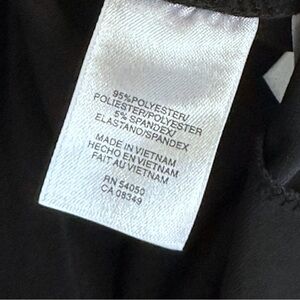 95%POLYESTER/
POLIESTER/POLYESTER
5% SPANDEX/
ELASTANO/SPANDEX
MADE IN VIETNAM
HECHO EN VIETNAM
FAIT AU VIETNAM
RN 54050
CA 08349